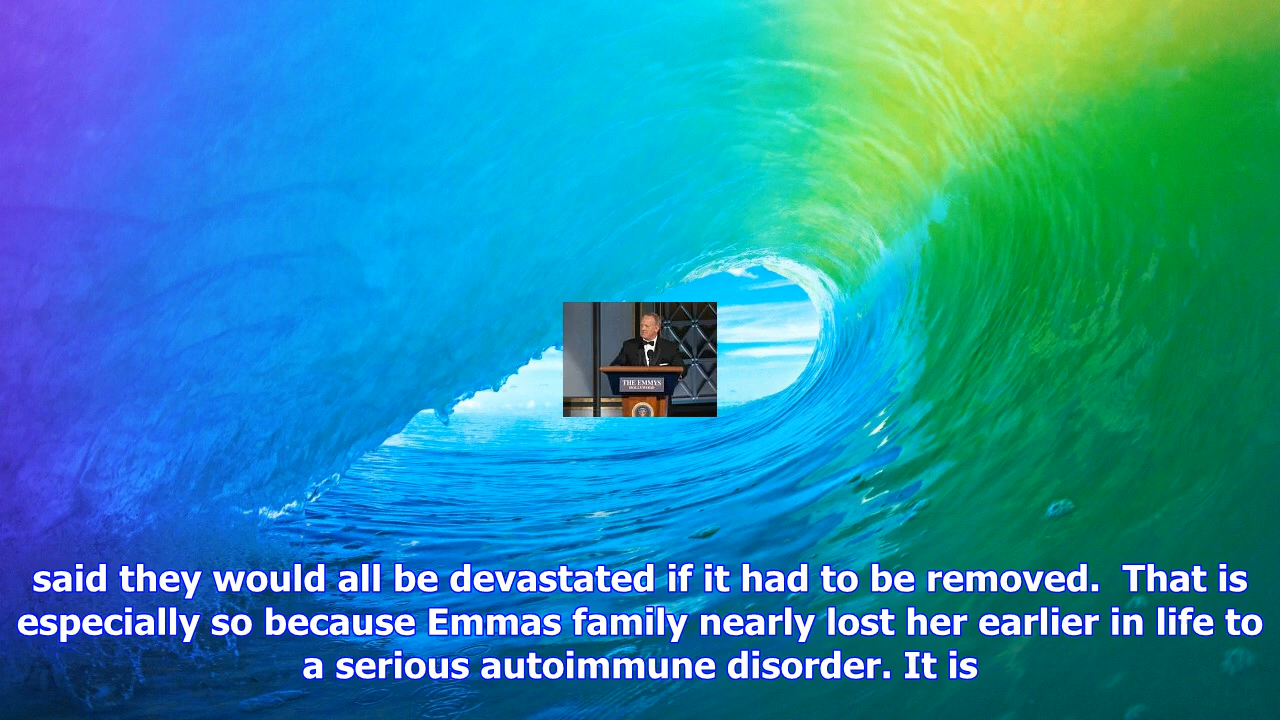 THE EMMYS
HOLLYWOOD
said they would all be devastated if it had to be removed.  That is
especially so because Emmas family nearly lost her earlier in life to
a serious autoimmune disorder. It is